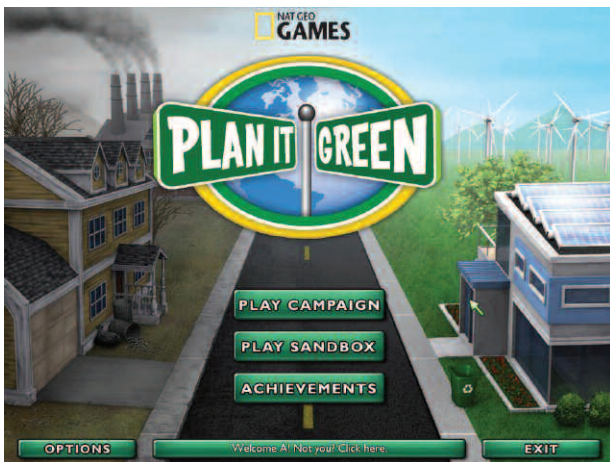 NAT GEO
GAMES
PLAN IT GREEN
PLAY CAMPAIGN
PLAY SANDBOX
ACHIEVEMENTS
OPTIONS
Welcome A! Not you? Click here.
EXIT